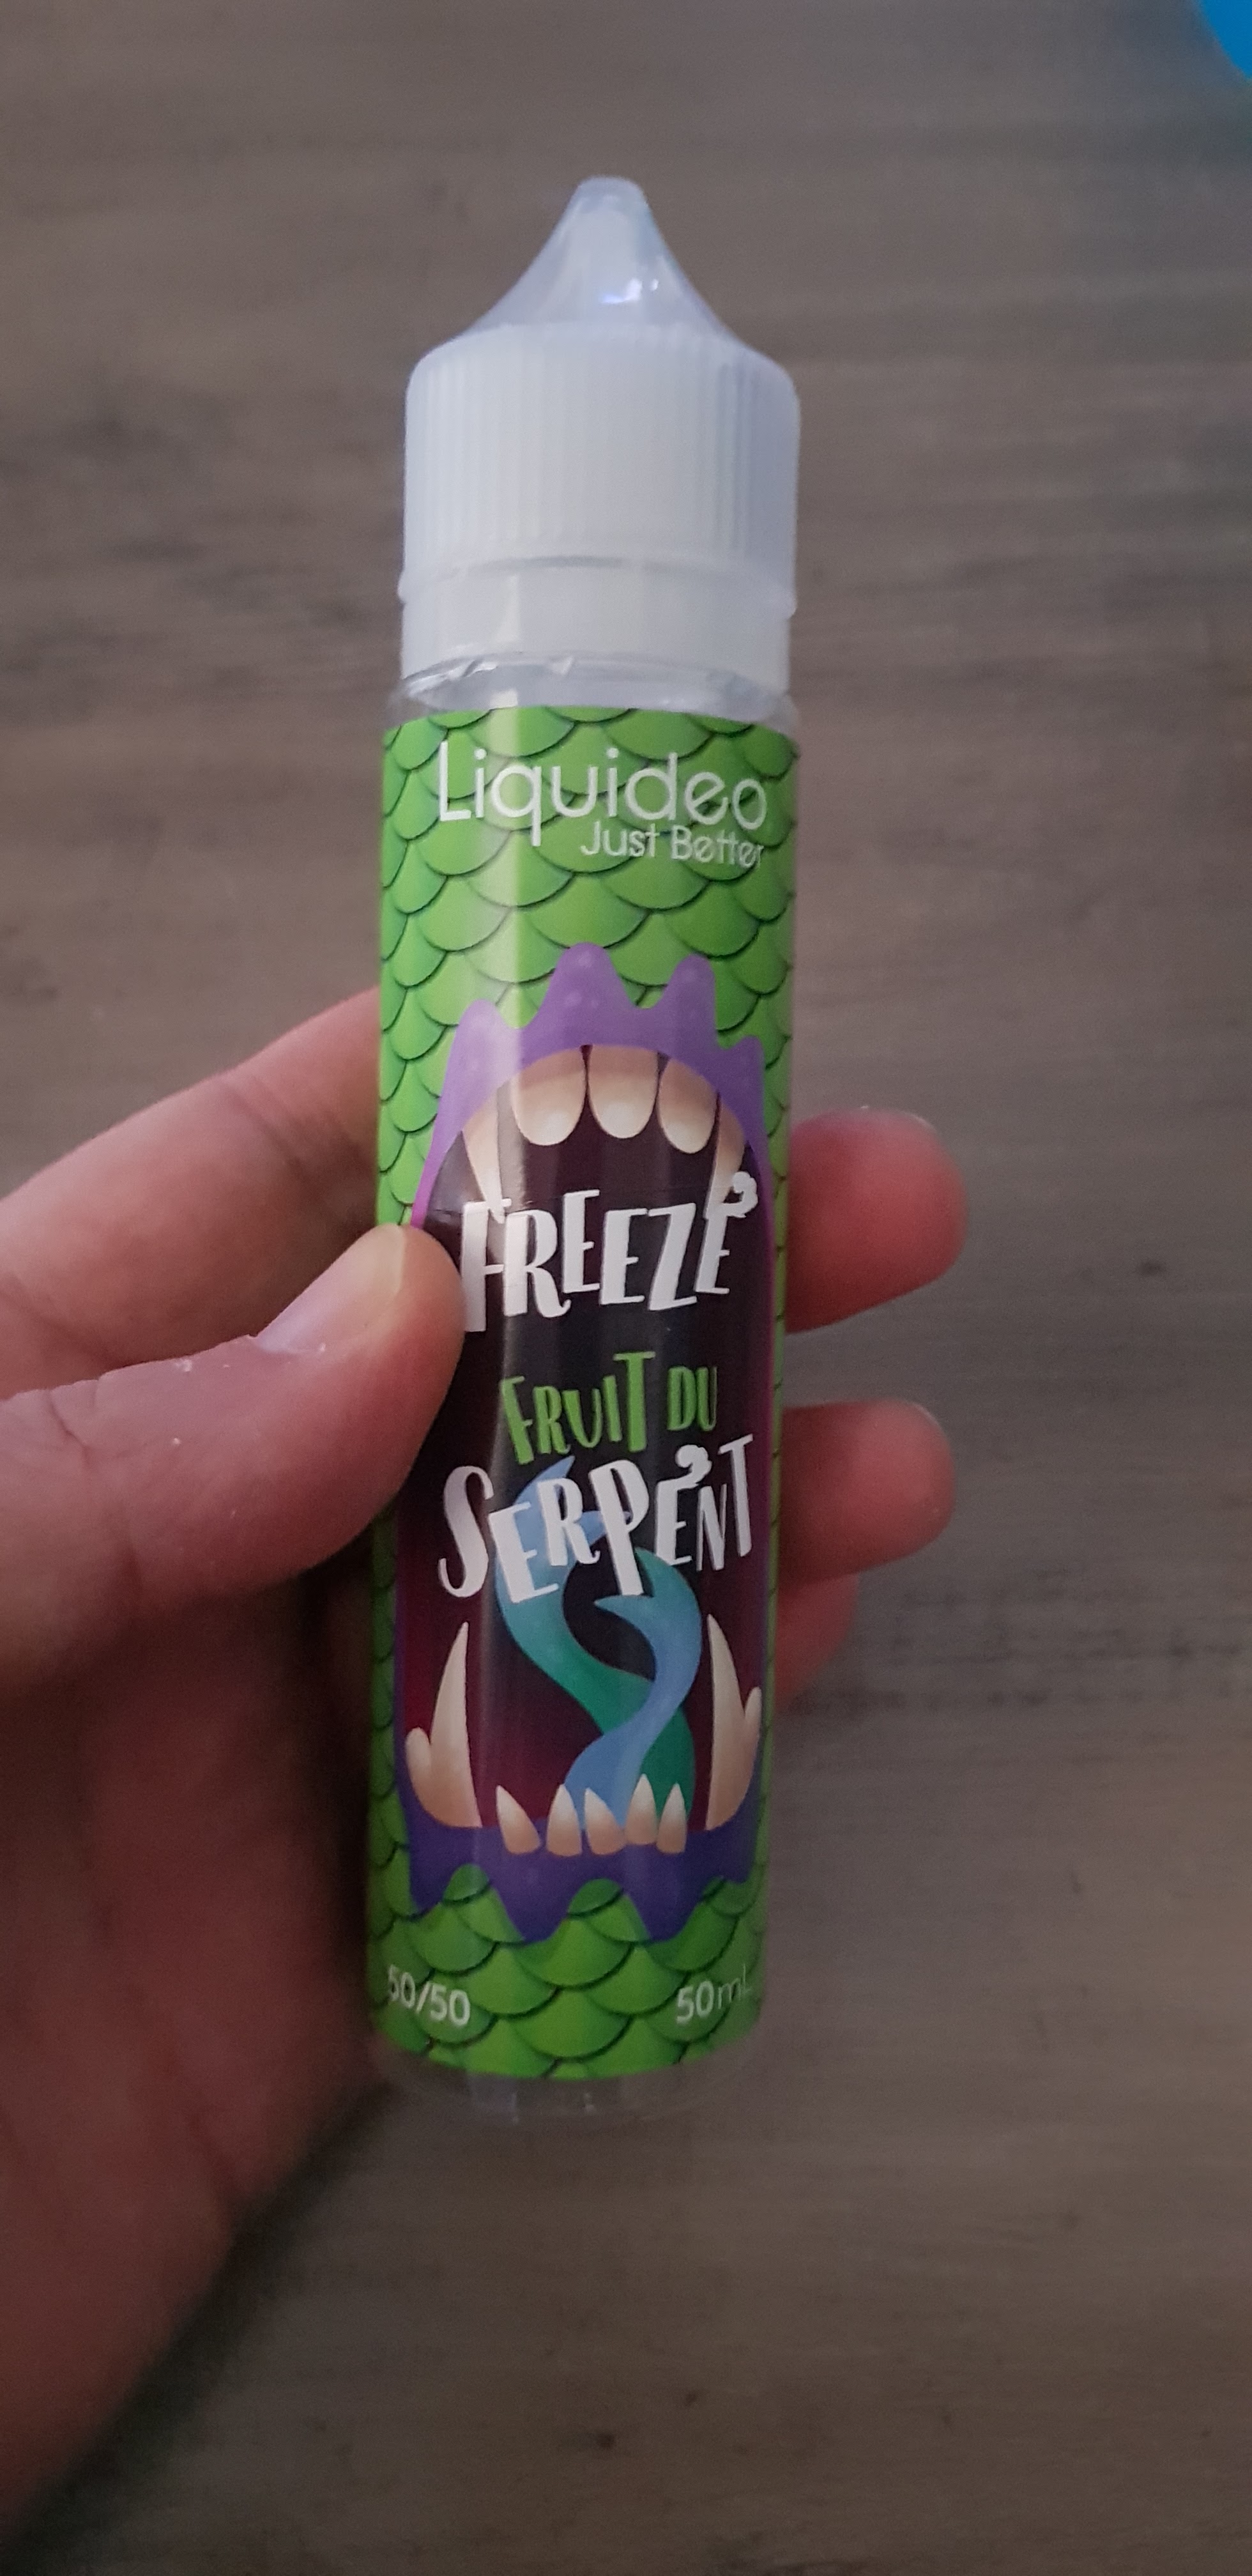 Liquideo
Just Better
FREEZE
FRUIT DU
SERPENT
50/50
50mL